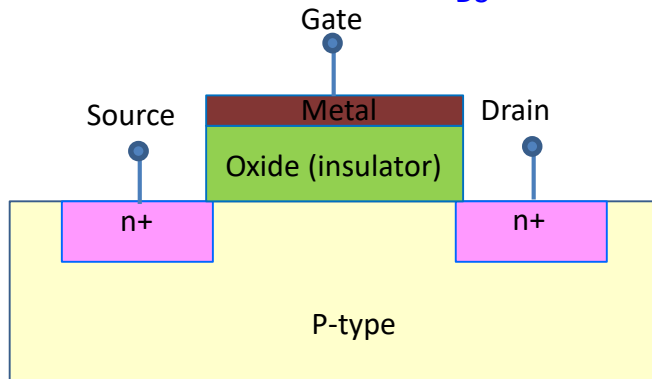 Gate
Source
Metal
Drain
Oxide (insulator)
n+
n+
P-type